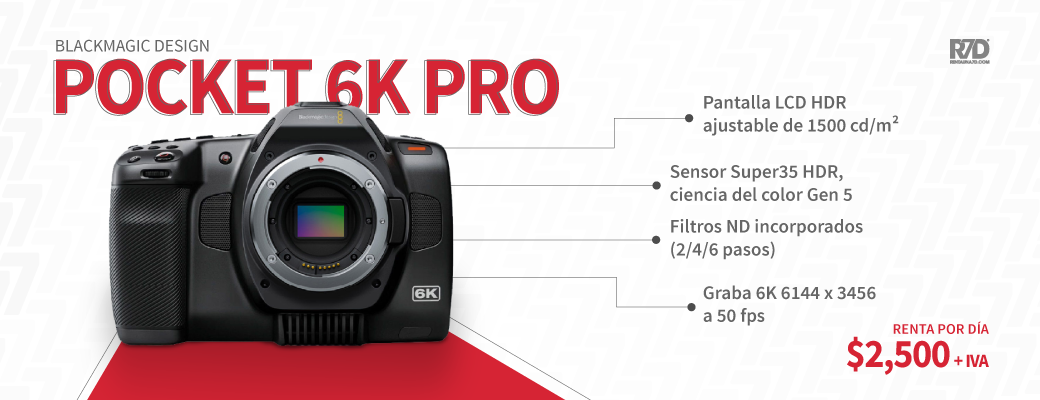 BLACKMAGIC DESIGN
POCKET 6K PRO
R7D
Pantalla LCD HDR
ajustable de 1500 cd/m²
Sensor Super35 HDR,
ciencia del color Gen 5
Filtros ND incorporados
(2/4/6 pasos)
6K
Graba 6K 6144 x 3456
a 50 fps
RENTA POR DÍA
$2,500 + IVA